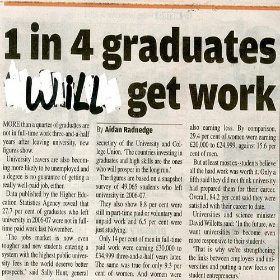 1 in 4 graduates
WILL get work
MORE than a quarter of graduates are
not in full-time work three-and-a-half
years after leaving university, new
figures show.
University leavers are also becoming
more likely to be unemployed and
a degree is no guarantee of getting a
really well-paid job, either.
Data published by the Higher Education
Statistics Agency reveal that
27.7 per cent of graduates who left
university in 2006-07 were not in full-
time paid work last November.
The jobs market is now even
tougher and new students entering a
system with the highest public university
fees in the world deserve better
prospects,' said Sally Hunt, general
By Aidan Radnedge
secretary of the University and College
Union. 'The countries investing in
graduates and high skills are the ones
who will prosper in the long run.'
The figures are based on a snapshot
survey of 49,065 students who left
university in 2006-07.
They also show 8.8 per cent were
still in part-time paid or voluntary and
unpaid work and 6.5 per cent were
just studying.
Only 14 per cent of men in full-time
paid work were earning £20,000 to
£24,999 three-and-a-half years later.
The same was true for only 9.5 per
cent of women. And women were
also earning less. By comparison,
29.4 per cent of women were earning
£20,000 to £24,999, against 15.6 per
cent of men.
But at least most ex-students believe
all the hard work was worth it. Only a
fifth said they did not think university
had prepared them for their career.
Overall, 84.2 per cent said they were
satisfied with their career to date.
Universities and science minister
David Willetts said: 'In the future, we
want universities to become even
more responsive to their students.
'That is why we're strengthening
the links between employers and universities
and putting a new focus on
student entrepreneurs.'